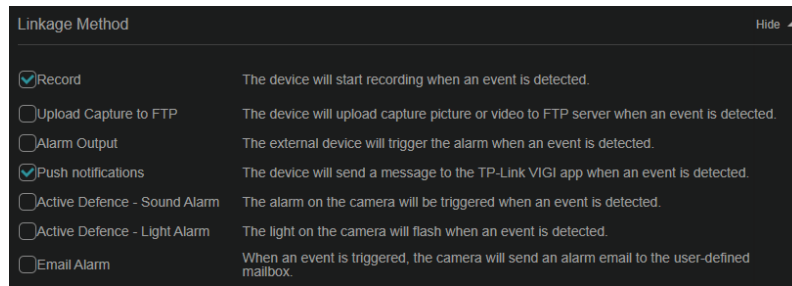 Linkage Method Hide
Record The device will start recording when an event is detected.
Upload Capture to FTP The device will upload capture picture or video to FTP server when an event is detected.
Alarm Output The external device will trigger the alarm when an event is detected.
Push notifications The device will send a message to the TP-Link VIGI app when an event is detected.
Active Defence - Sound Alarm The alarm on the camera will be triggered when an event is detected.
Active Defence - Light Alarm The light on the camera will flash when an event is detected.
Email Alarm When an event is triggered, the camera will send an alarm email to the user-defined
mailbox.